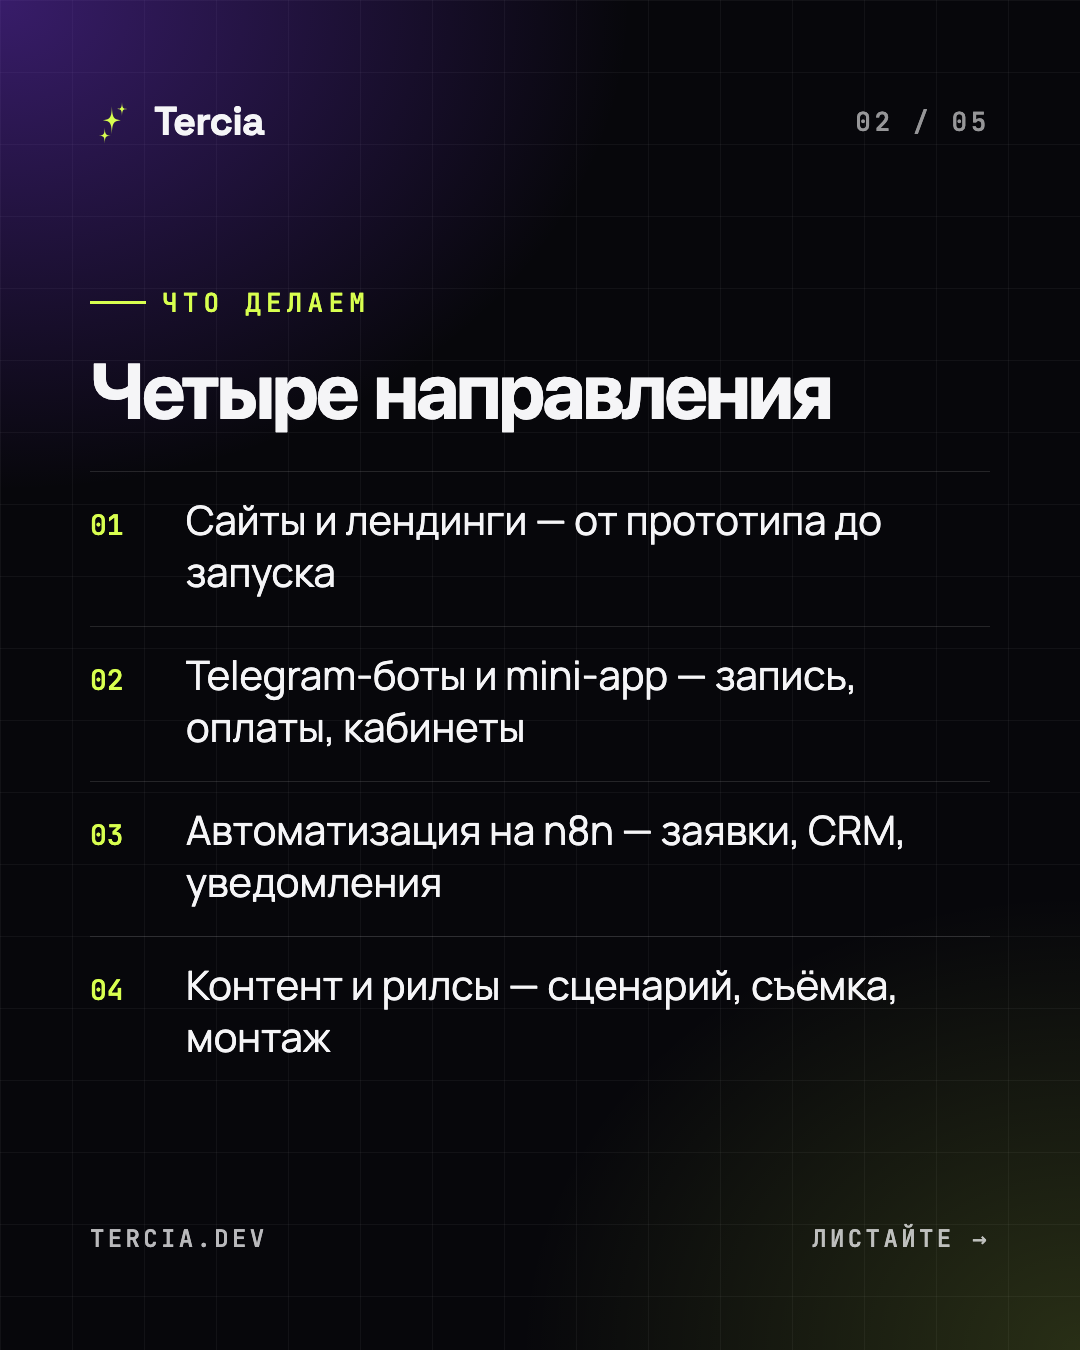 Tercia
02 / 05
ЧТО ДЕЛАЕМ
Четыре направления
01 Сайты и лендинги — от прототипа до
запуска
02 Telegram-боты и mini-app — запись,
оплаты, кабинеты
03 Автоматизация на n8n — заявки, CRM,
уведомления
04 Контент и рилсы — сценарий, съёмка,
монтаж
TERCIA.DEV
ЛИСТАЙТЕ →